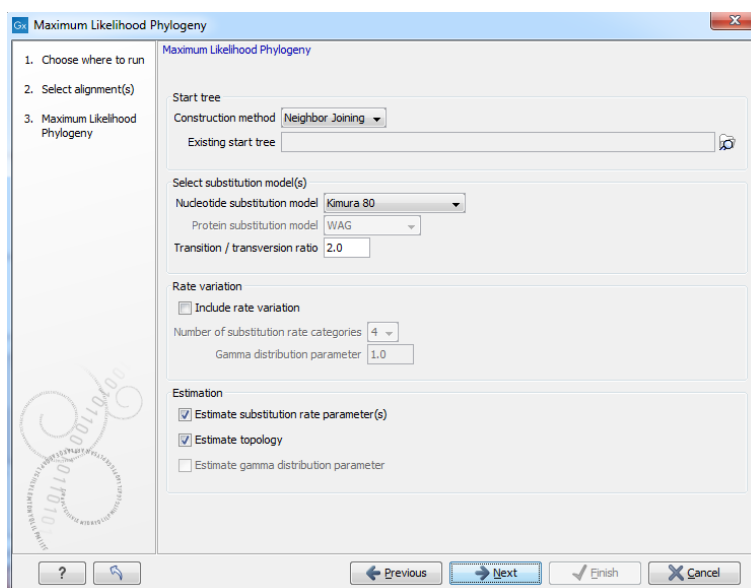 Gx Maximum Likelihood Phylogeny
1. Choose where to run
2. Select alignment(s)
3. Maximum Likelihood
Phylogeny
Maximum Likelihood Phylogeny
Start tree
Construction method Neighbor Joining
Existing start tree
Select substitution model(s)
Nucleotide substitution model Kimura 80
Protein substitution model WAG
Transition / transversion ratio 2.0
Rate variation
Include rate variation
Number of substitution rate categories 4
Gamma distribution parameter 1.0
Estimation
Estimate substitution rate parameter(s)
Estimate topology
Estimate gamma distribution parameter
? Previous Next Finish Cancel